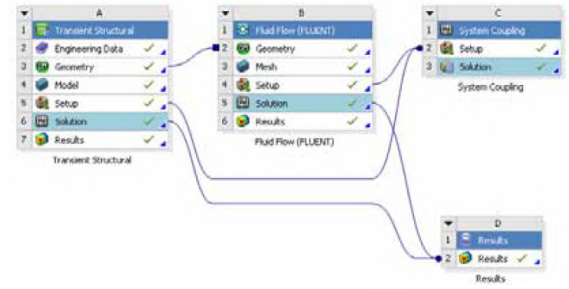 A
1 Transient Structural
2 Engineering Data
3 Geometry
4 Model
5 Setup
6 Solution
7 Results
Transient Structural
B
1 Fluid Flow (FLUENT)
2 Geometry
3 Mesh
4 Setup
5 Solution
6 Results
Fluid Flow (FLUENT)
C
1 System Coupling
2 Setup
3 Solution
System Coupling
D
1 Results
2 Results
Results